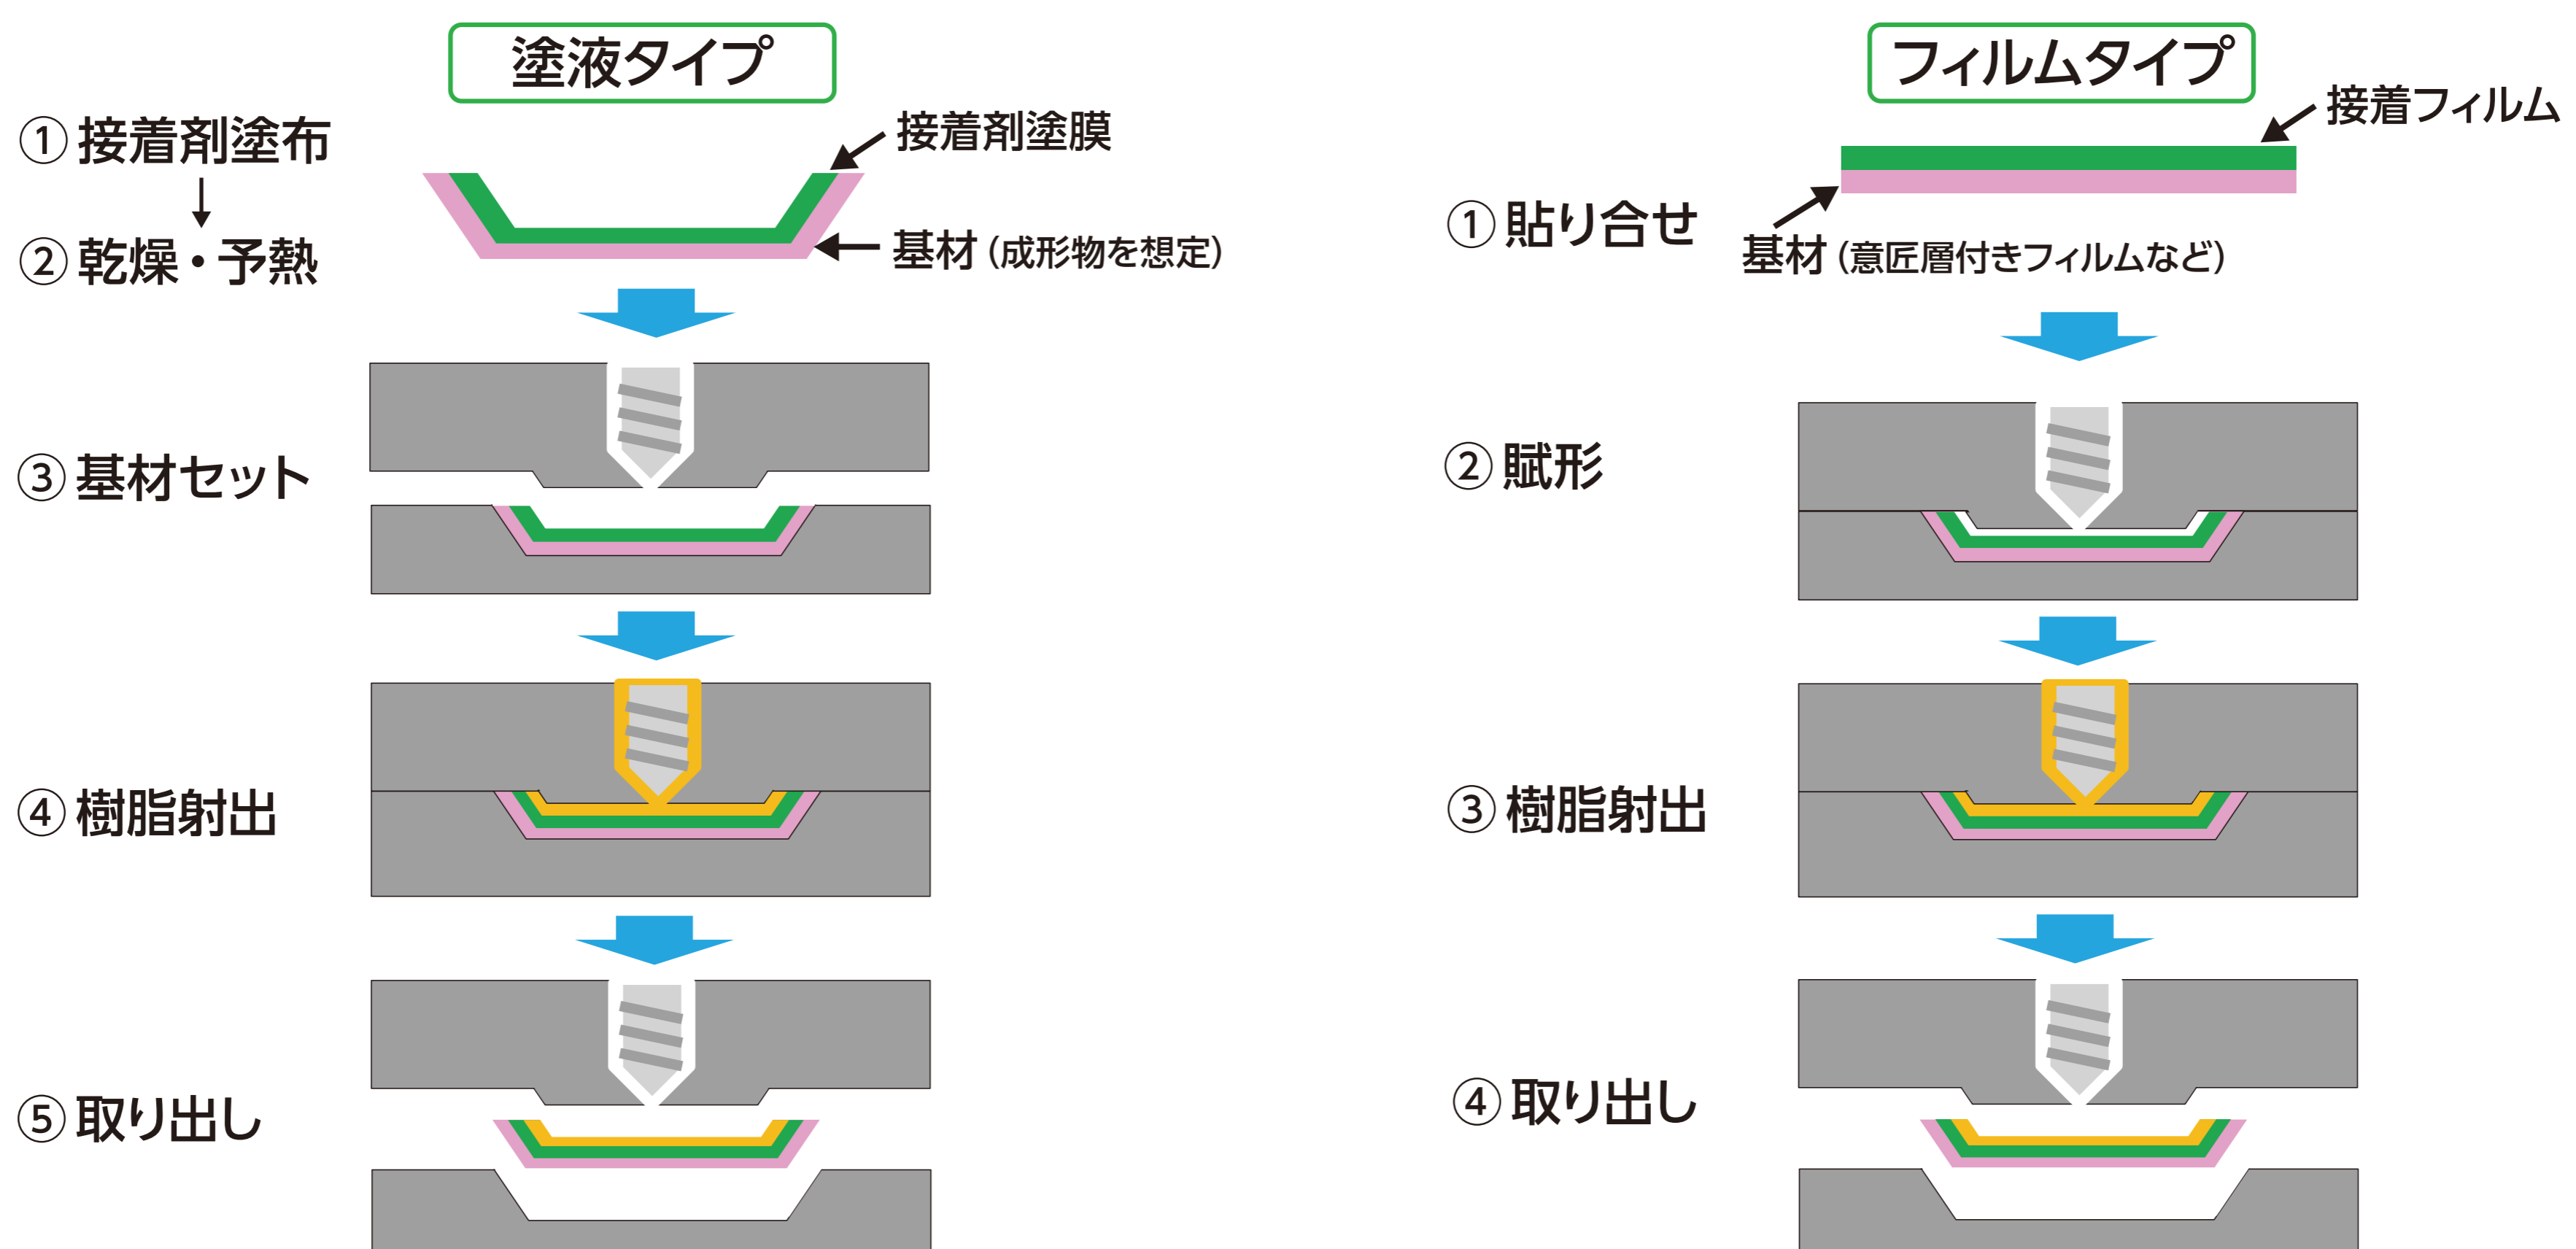 塗液タイプ
①接着剤塗布
接着剤塗膜
②乾燥・予熱
基材（成形物を想定）
③基材セット
④樹脂射出
⑤取り出し
フィルムタイプ
接着フィルム
①貼り合せ
基材（意匠層付きフィルムなど）
②賦形
③樹脂射出
④取り出し